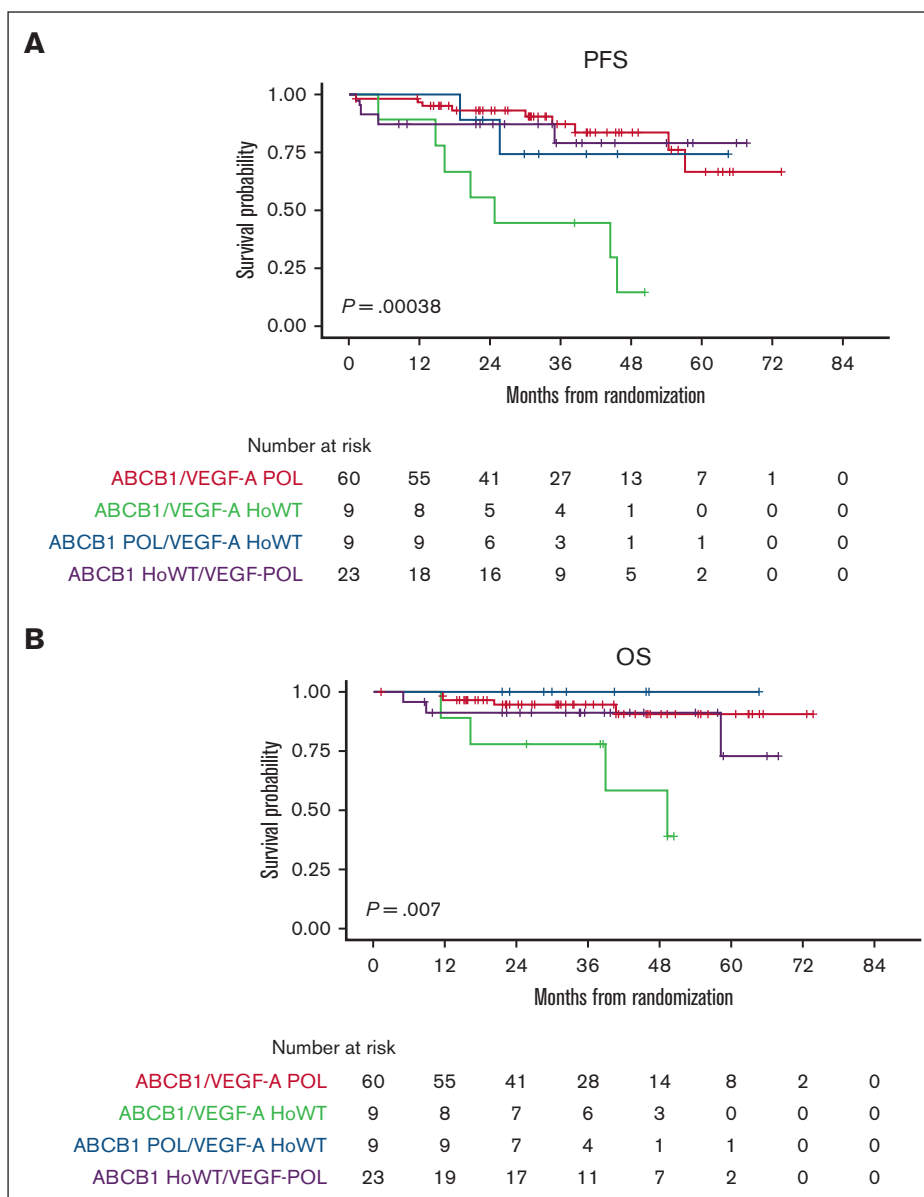 A
PFS
1.00
0.75
0.50
0.25
0.00
Survival probability
P = .00038
0 12 24 36 48 60 72 84
Months from randomization
Number at risk
ABCB1/VEGF-A POL 60 55 41 27 13 7 1 0
ABCB1/VEGF-A HoWT 9 8 5 4 1 0 0 0
ABCB1 POL/VEGF-A HoWT 9 9 6 3 1 1 0 0
ABCB1 HoWT/VEGF-POL 23 18 16 9 5 2 0 0
B
OS
1.00
0.75
0.50
0.25
0.00
Survival probability
P = .007
0 12 24 36 48 60 72 84
Months from randomization
Number at risk
ABCB1/VEGF-A POL 60 55 41 28 14 8 2 0
ABCB1/VEGF-A HoWT 9 8 7 6 3 0 0 0
ABCB1 POL/VEGF-A HoWT 9 9 7 4 1 1 0 0
ABCB1 HoWT/VEGF-POL 23 19 17 11 7 2 0 0